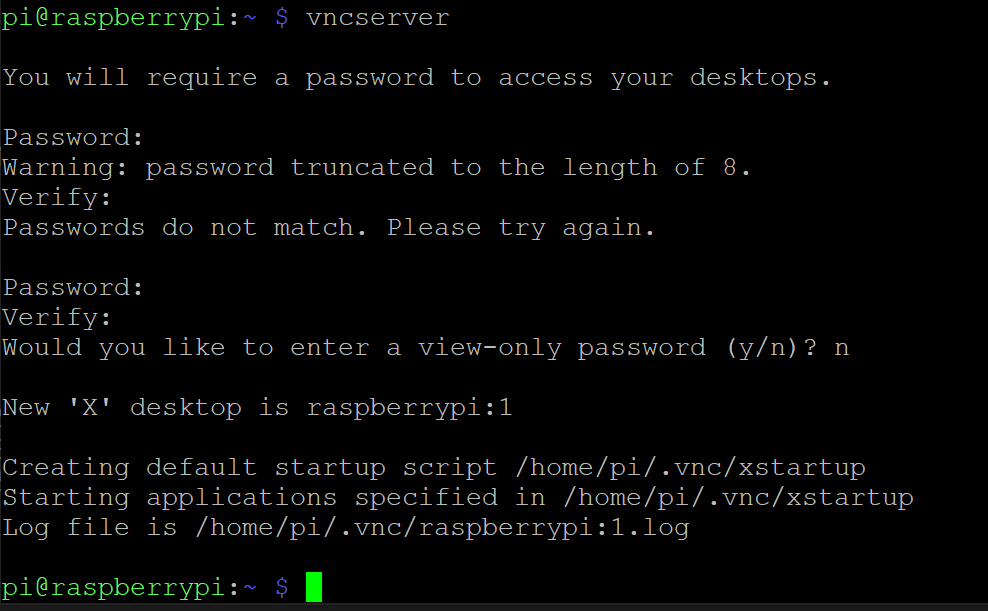 pi@raspberrypi:~ $ vncserver
You will require a password to access your desktops.
Password:
Warning: password truncated to the length of 8.
Verify:
Passwords do not match. Please try again.
Password:
Verify:
Would you like to enter a view-only password (y/n)? n
New 'X' desktop is raspberrypi:1
Creating default startup script /home/pi/.vnc/xstartup
Starting applications specified in /home/pi/.vnc/xstartup
Log file is /home/pi/.vnc/raspberrypi:1.log
pi@raspberrypi:~ $